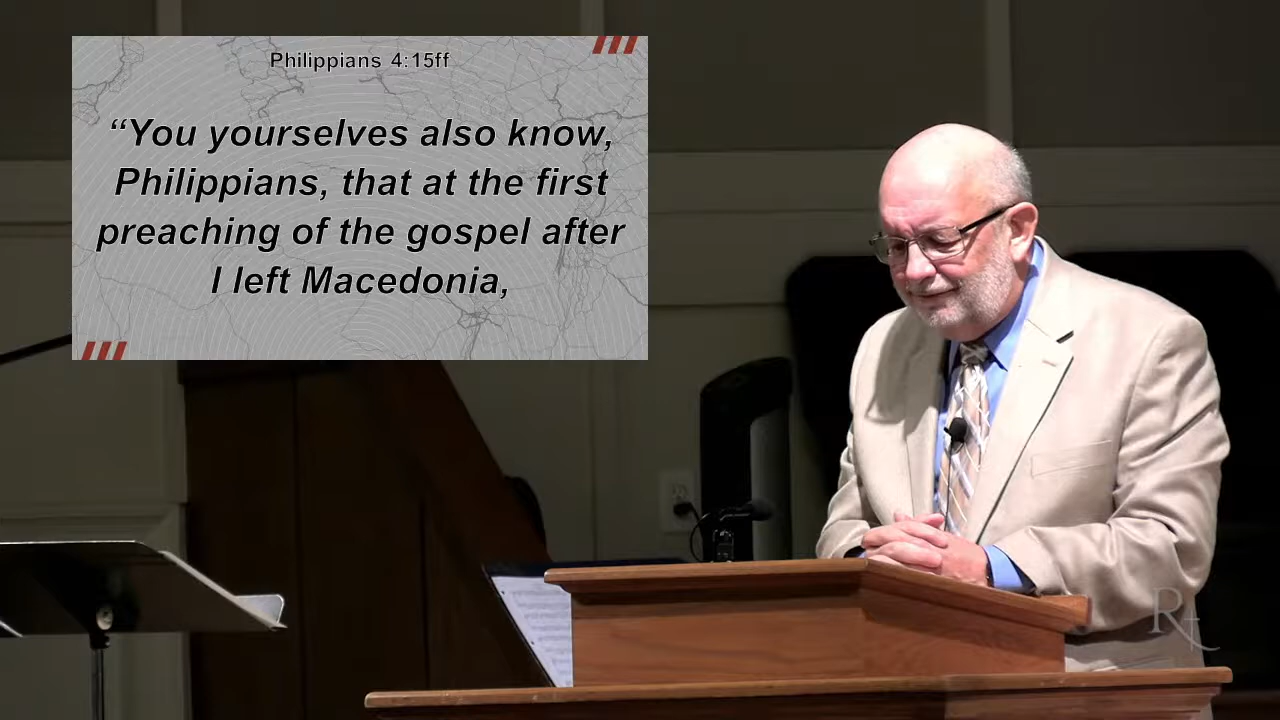 Philippians 4:15ff
“You yourselves also know,
Philippians, that at the first
preaching of the gospel after
I left Macedonia,